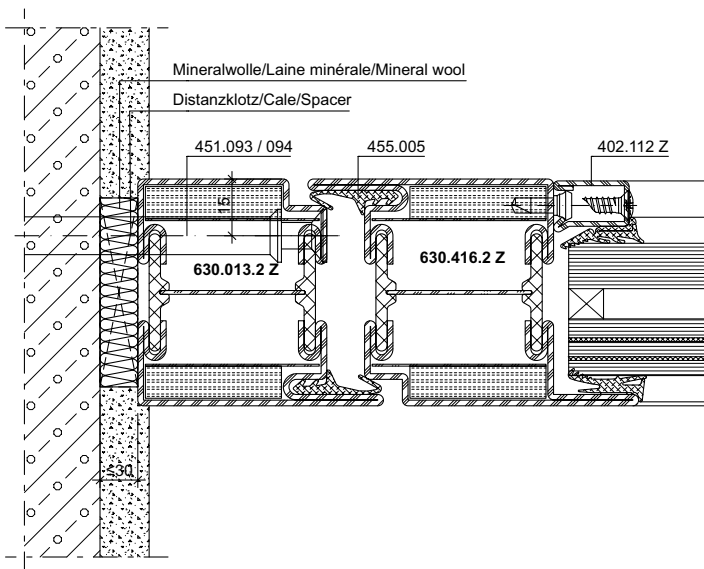 Mineralwolle/Laine minérale/Mineral wool
Distanzklotz/Cale/Spacer
451.093 / 094
455.005
402.112 Z
15
630.013.2 Z
630.416.2 Z
≤30